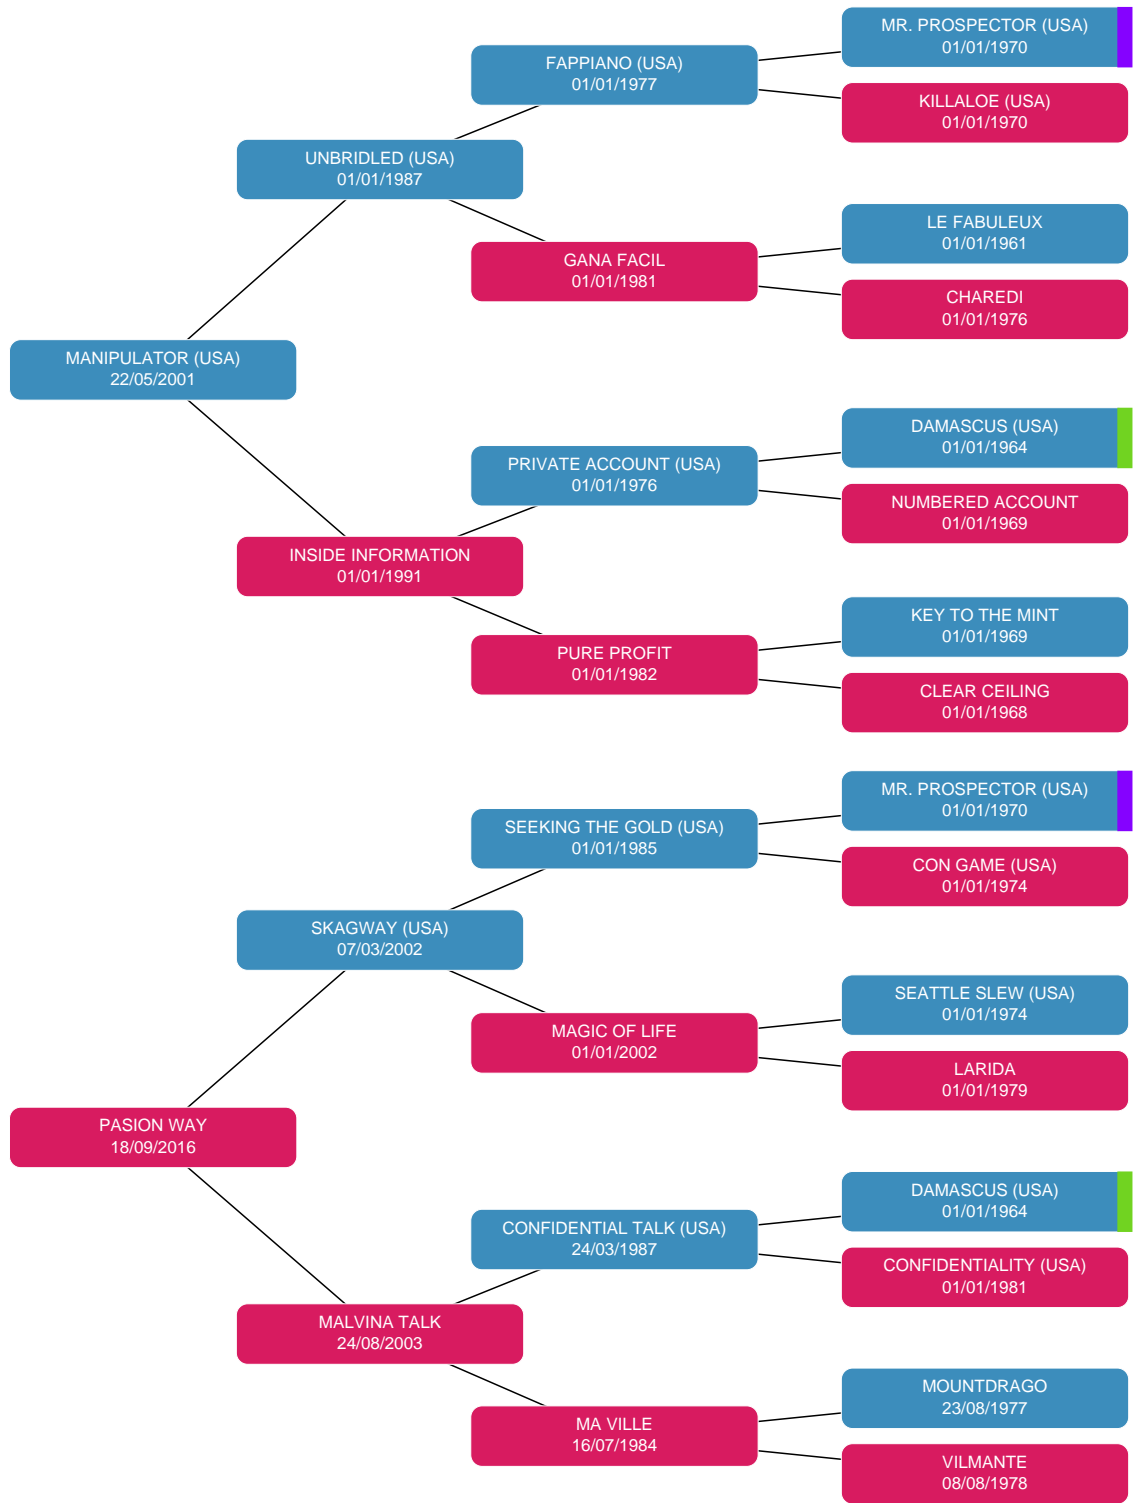 MR. PROSPECTOR (USA)
01/01/1970
FAPPIANO (USA)
01/01/1977
KILLALOE (USA)
01/01/1970
UNBRIDLED (USA)
01/01/1987
LE FABULEUX
01/01/1961
GANA FACIL
01/01/1981
CHAREDI
01/01/1976
MANIPULATOR (USA)
22/05/2001
DAMASCUS (USA)
01/01/1964
PRIVATE ACCOUNT (USA)
01/01/1976
NUMBERED ACCOUNT
01/01/1969
INSIDE INFORMATION
01/01/1991
KEY TO THE MINT
01/01/1969
PURE PROFIT
01/01/1982
CLEAR CEILING
01/01/1968
MR. PROSPECTOR (USA)
01/01/1970
SEEKING THE GOLD (USA)
01/01/1985
CON GAME (USA)
01/01/1974
SKAGWAY (USA)
07/03/2002
SEATTLE SLEW (USA)
01/01/1974
MAGIC OF LIFE
01/01/2002
LARIDA
01/01/1979
PASION WAY
18/09/2016
DAMASCUS (USA)
01/01/1964
CONFIDENTIAL TALK (USA)
24/03/1987
CONFIDENTIALITY (USA)
01/01/1981
MALVINA TALK
24/08/2003
MOUNTDRAGO
23/08/1977
MA VILLE
16/07/1984
VILMANTE
08/08/1978